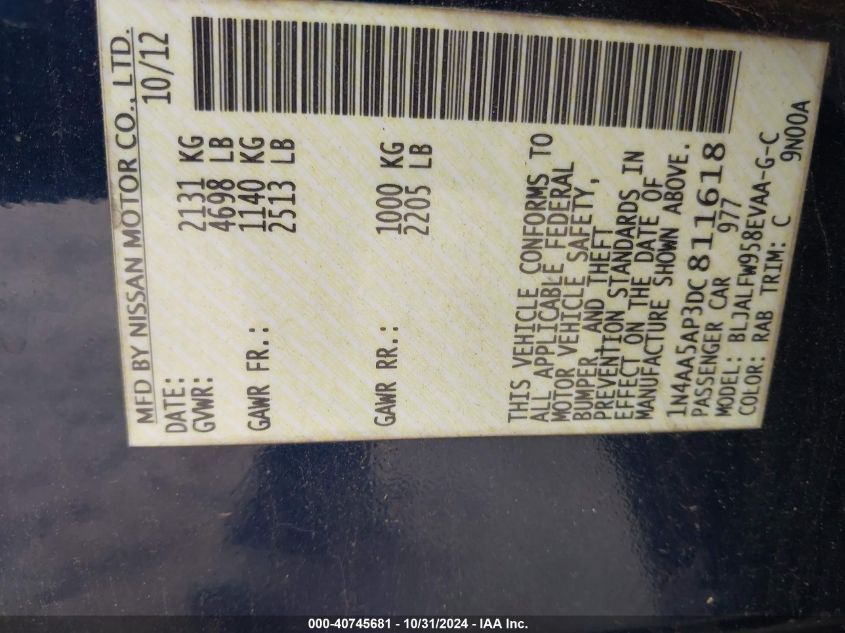 MFD BY NISSAN MOTOR CO., LTD.
DATE: 10/12
GVWR: 2131 KG
4698 LB
GAWR FR.: 1140 KG
2513 LB
GAWR RR.: 1000 KG
2205 LB
THIS VEHICLE CONFORMS TO
ALL APPLICABLE FEDERAL
MOTOR VEHICLE SAFETY,
BUMPER AND THEFT
PREVENTION STANDARDS IN
EFFECT ON THE DATE OF
MANUFACTURE SHOWN ABOVE.
1N4AA5AP3DC811618
PASSENGER CAR 977
MODEL: BLJALFW958EVAA-G-C
COLOR: RAB TRIM: C 9N00A
000-40745681 - 10/31/2024 - IAA Inc.